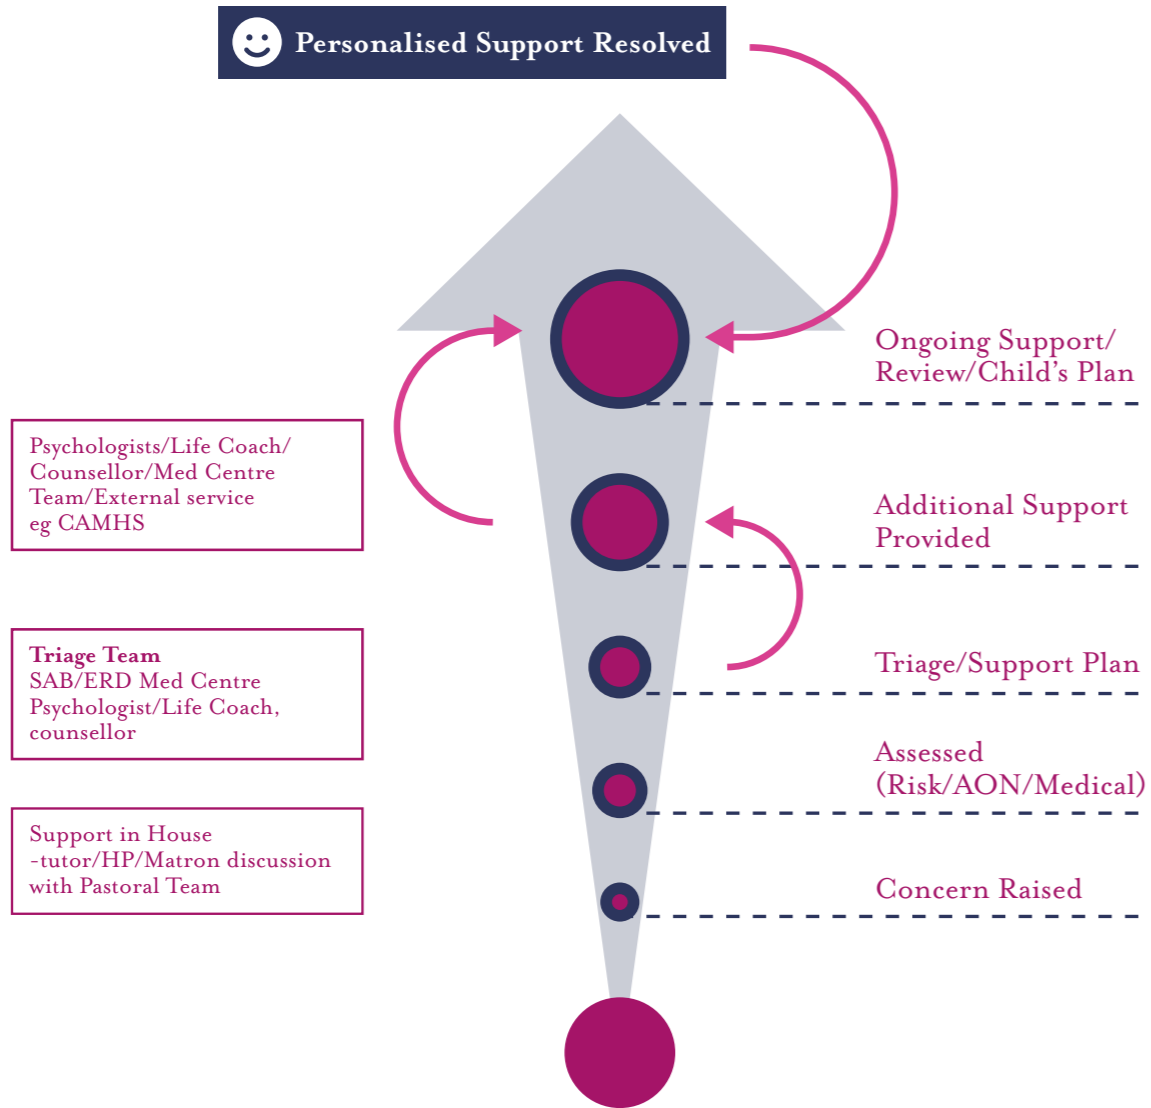 Personalised Support Resolved
Ongoing Support/
Review/Child's Plan
Psychologists/Life Coach/
Counsellor/Med Centre
Team/External service
eg CAMHS
Additional Support
Provided
Triage Team
SAB/ERD Med Centre
Psychologist/Life Coach,
counsellor
Triage/Support Plan
Assessed
(Risk/AON/Medical)
Support in House
-tutor/HP/Matron discussion
with Pastoral Team
Concern Raised